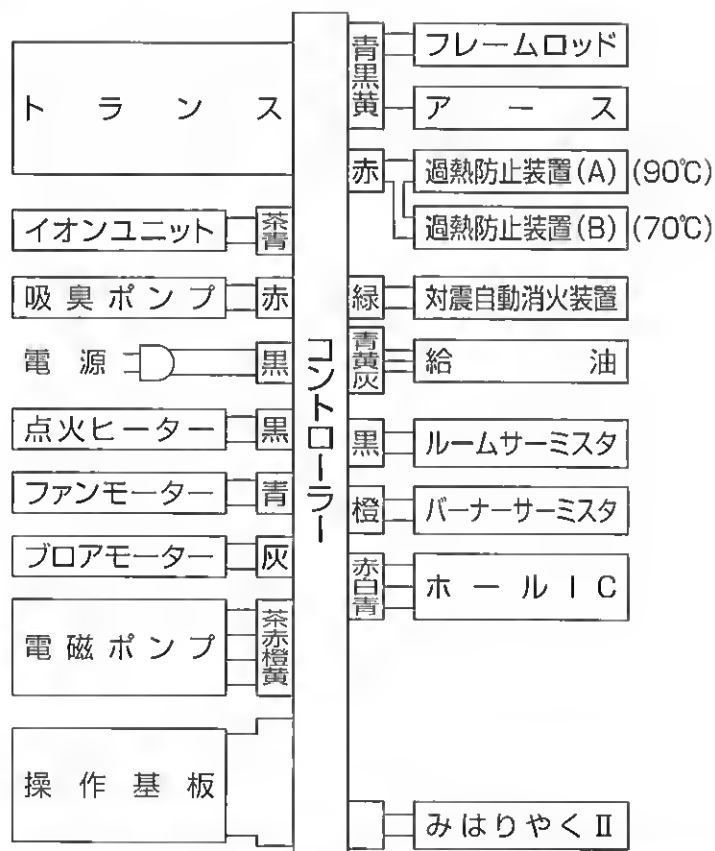 トランス
イオンユニット 茶青
吸臭ポンプ 赤
電源 黒
点火ヒーター 黒
ファンモーター 青
ブロアモーター 灰
電磁ポンプ 茶赤橙黄
操作基板
コントローラー
青黒黄 フレームロッド
アース
赤 過熱防止装置(A) (90℃)
過熱防止装置(B) (70℃)
緑 対震自動消火装置
青黄灰 給油
黒 ルームサーミスタ
橙 バーナーサーミスタ
赤白青 ホールIC
みはりやくⅡ